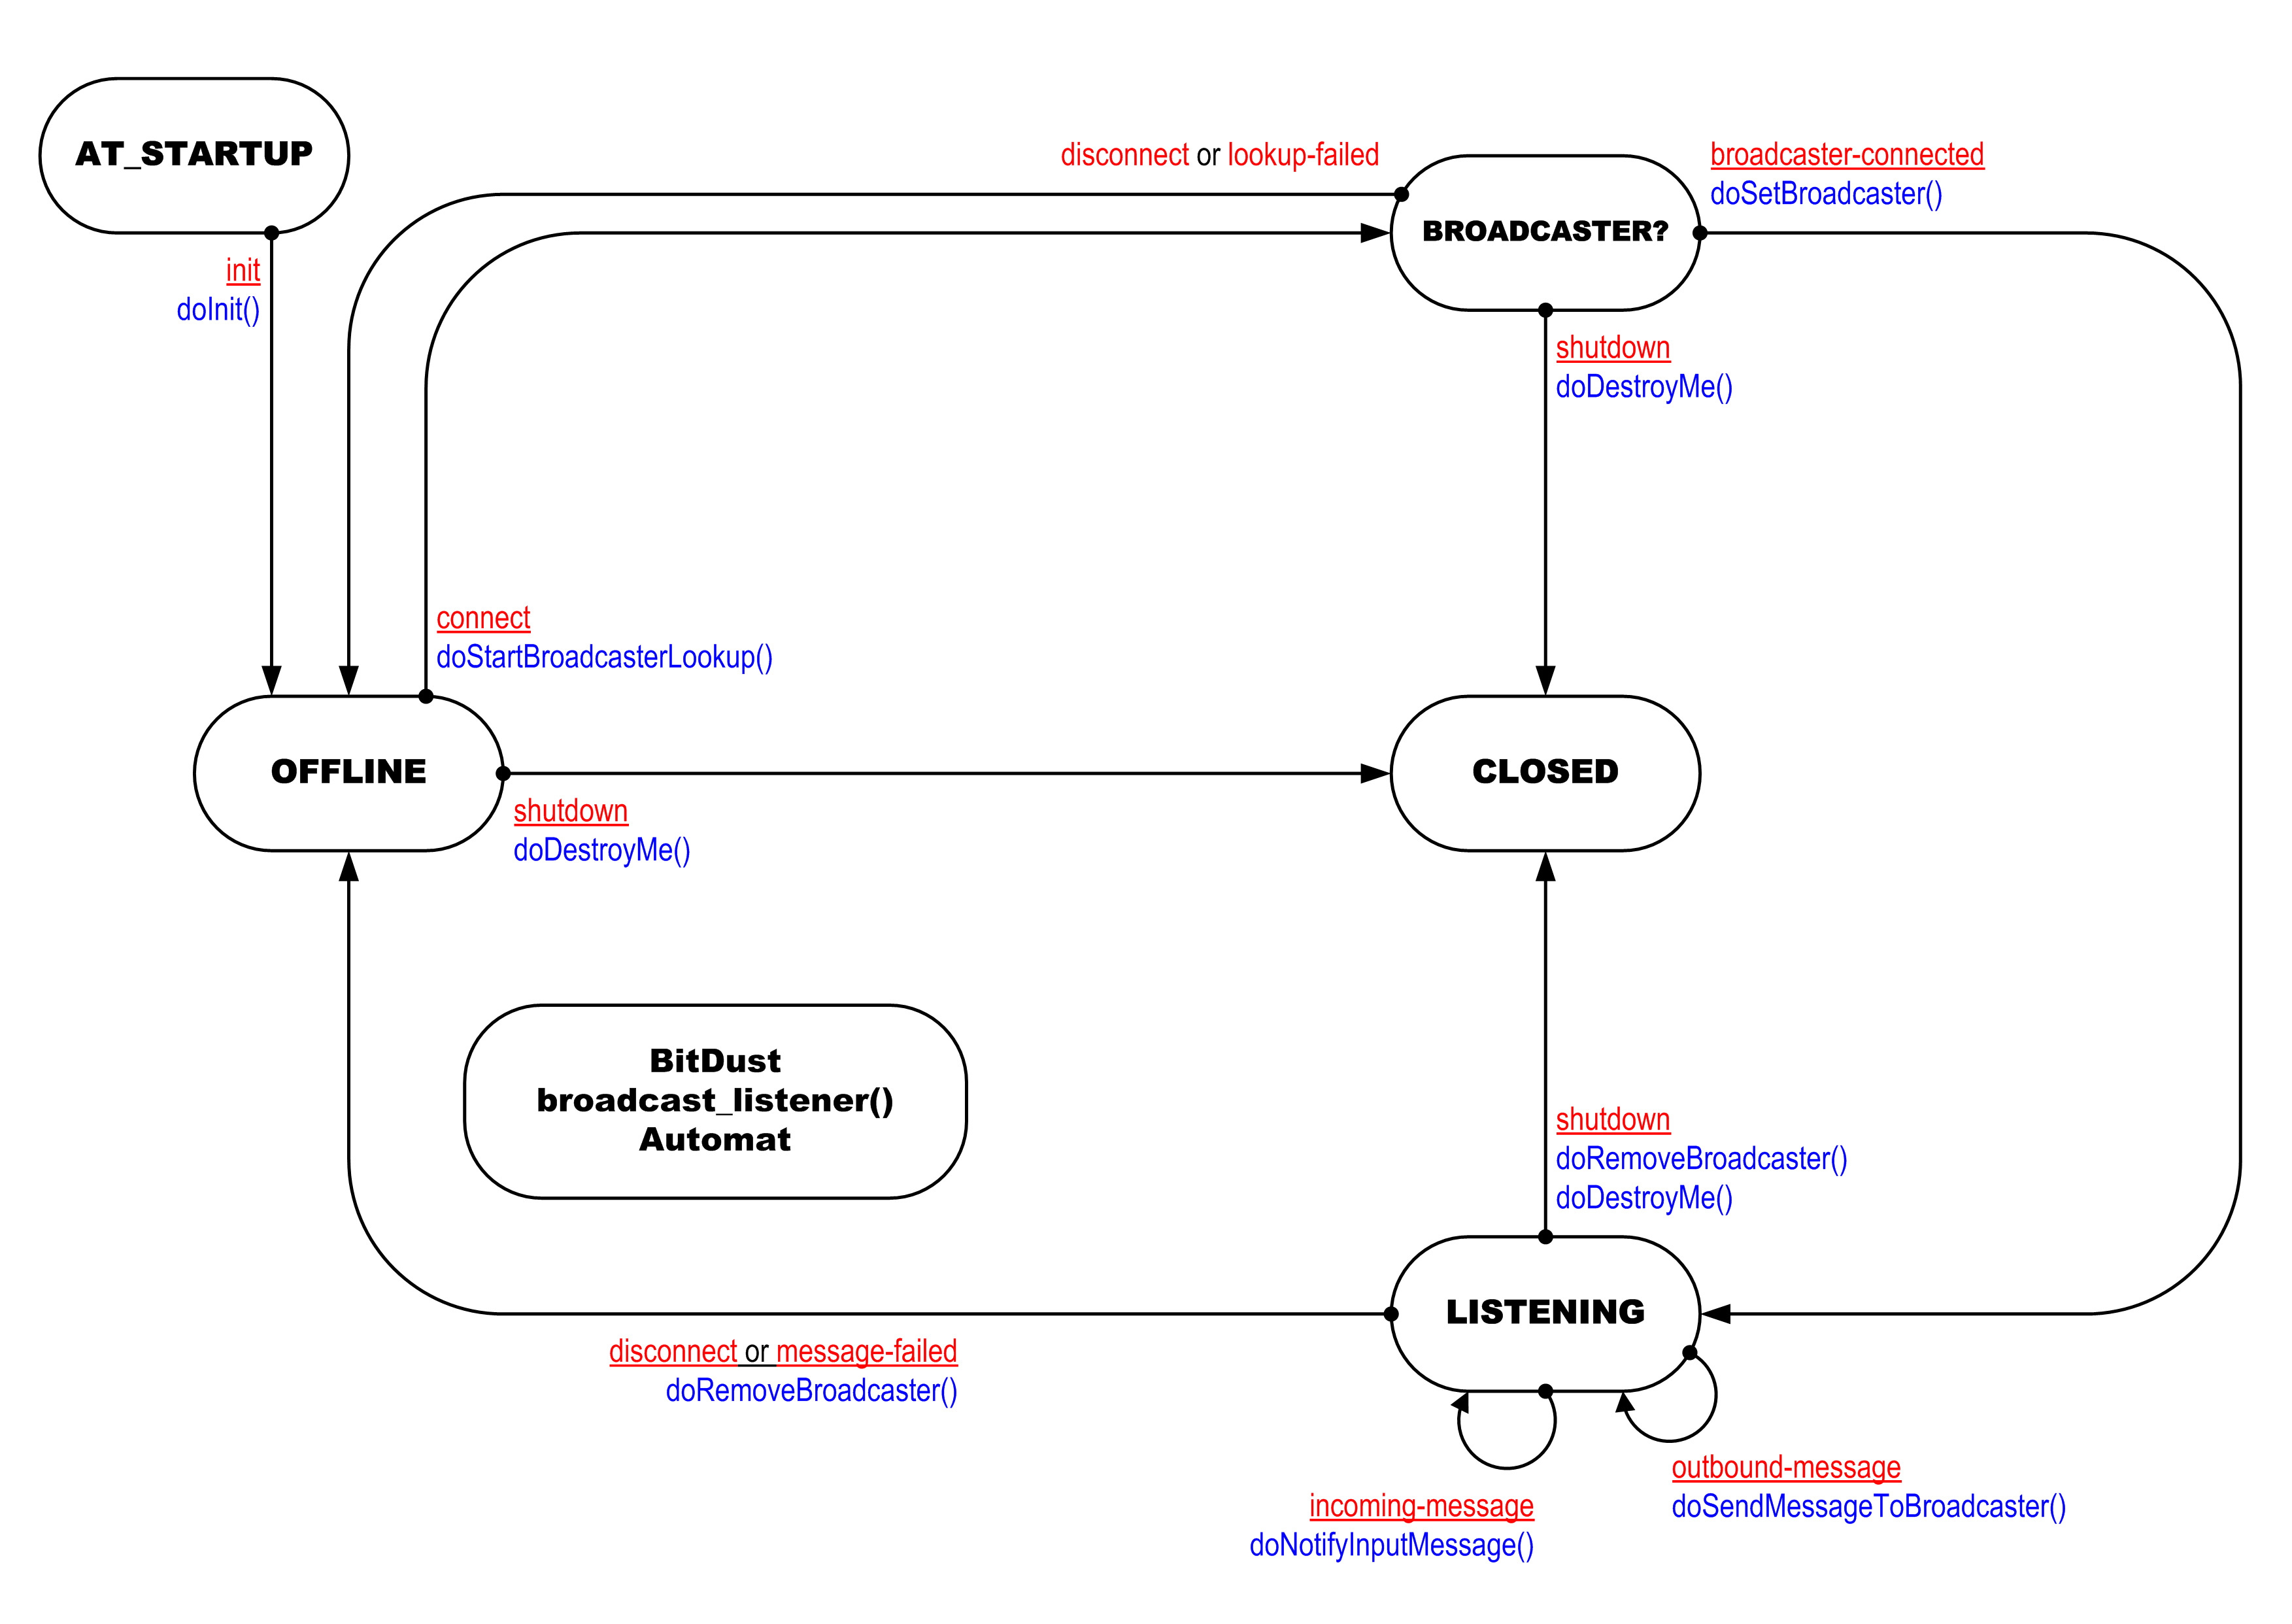 AT_STARTUP
init
doInit()
disconnect or lookup-failed
BROADCASTER?
broadcaster-connected
doSetBroadcaster()
shutdown
doDestroyMe()
connect
doStartBroadcasterLookup()
OFFLINE
shutdown
doDestroyMe()
CLOSED
BitDust
broadcast_listener()
Automat
shutdown
doRemoveBroadcaster()
doDestroyMe()
LISTENING
disconnect or message-failed
doRemoveBroadcaster()
incoming-message
doNotifyInputMessage()
outbound-message
doSendMessageToBroadcaster()